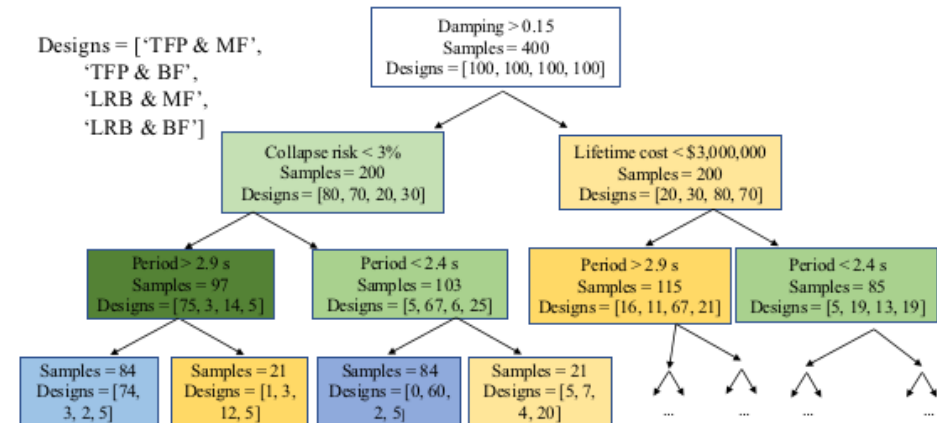 Designs = ['TFP & MF',
'TFP & BF',
'LRB & MF',
'LRB & BF']
Damping > 0.15
Samples = 400
Designs = [100, 100, 100, 100]
Collapse risk < 3%
Samples = 200
Designs = [80, 70, 20, 30]
Lifetime cost < $3,000,000
Samples = 200
Designs = [20, 30, 80, 70]
Period > 2.9 s
Samples = 97
Designs = [75, 3, 14, 5]
Period < 2.4 s
Samples = 103
Designs = [5, 67, 6, 25]
Period > 2.9 s
Samples = 115
Designs = [16, 11, 67, 21]
Period < 2.4 s
Samples = 85
Designs = [5, 19, 13, 19]
Samples = 84
Designs = [74,
3, 2, 5]
Samples = 21
Designs = [1, 3,
12, 5]
Samples = 84
Designs = [0, 60,
2, 5]
Samples = 21
Designs = [5, 7,
4, 20]
...
...
...
...